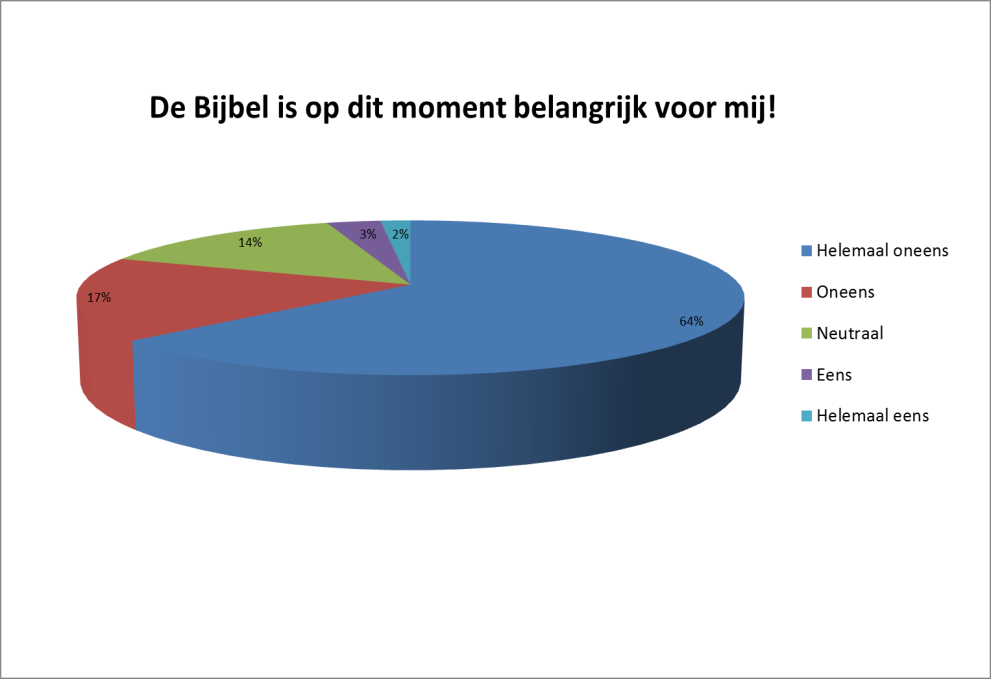 De Bijbel is op dit moment belangrijk voor mij!
3%
2%
14%
17%
64%
Helemaal oneens
Oneens
Neutraal
Eens
Helemaal eens